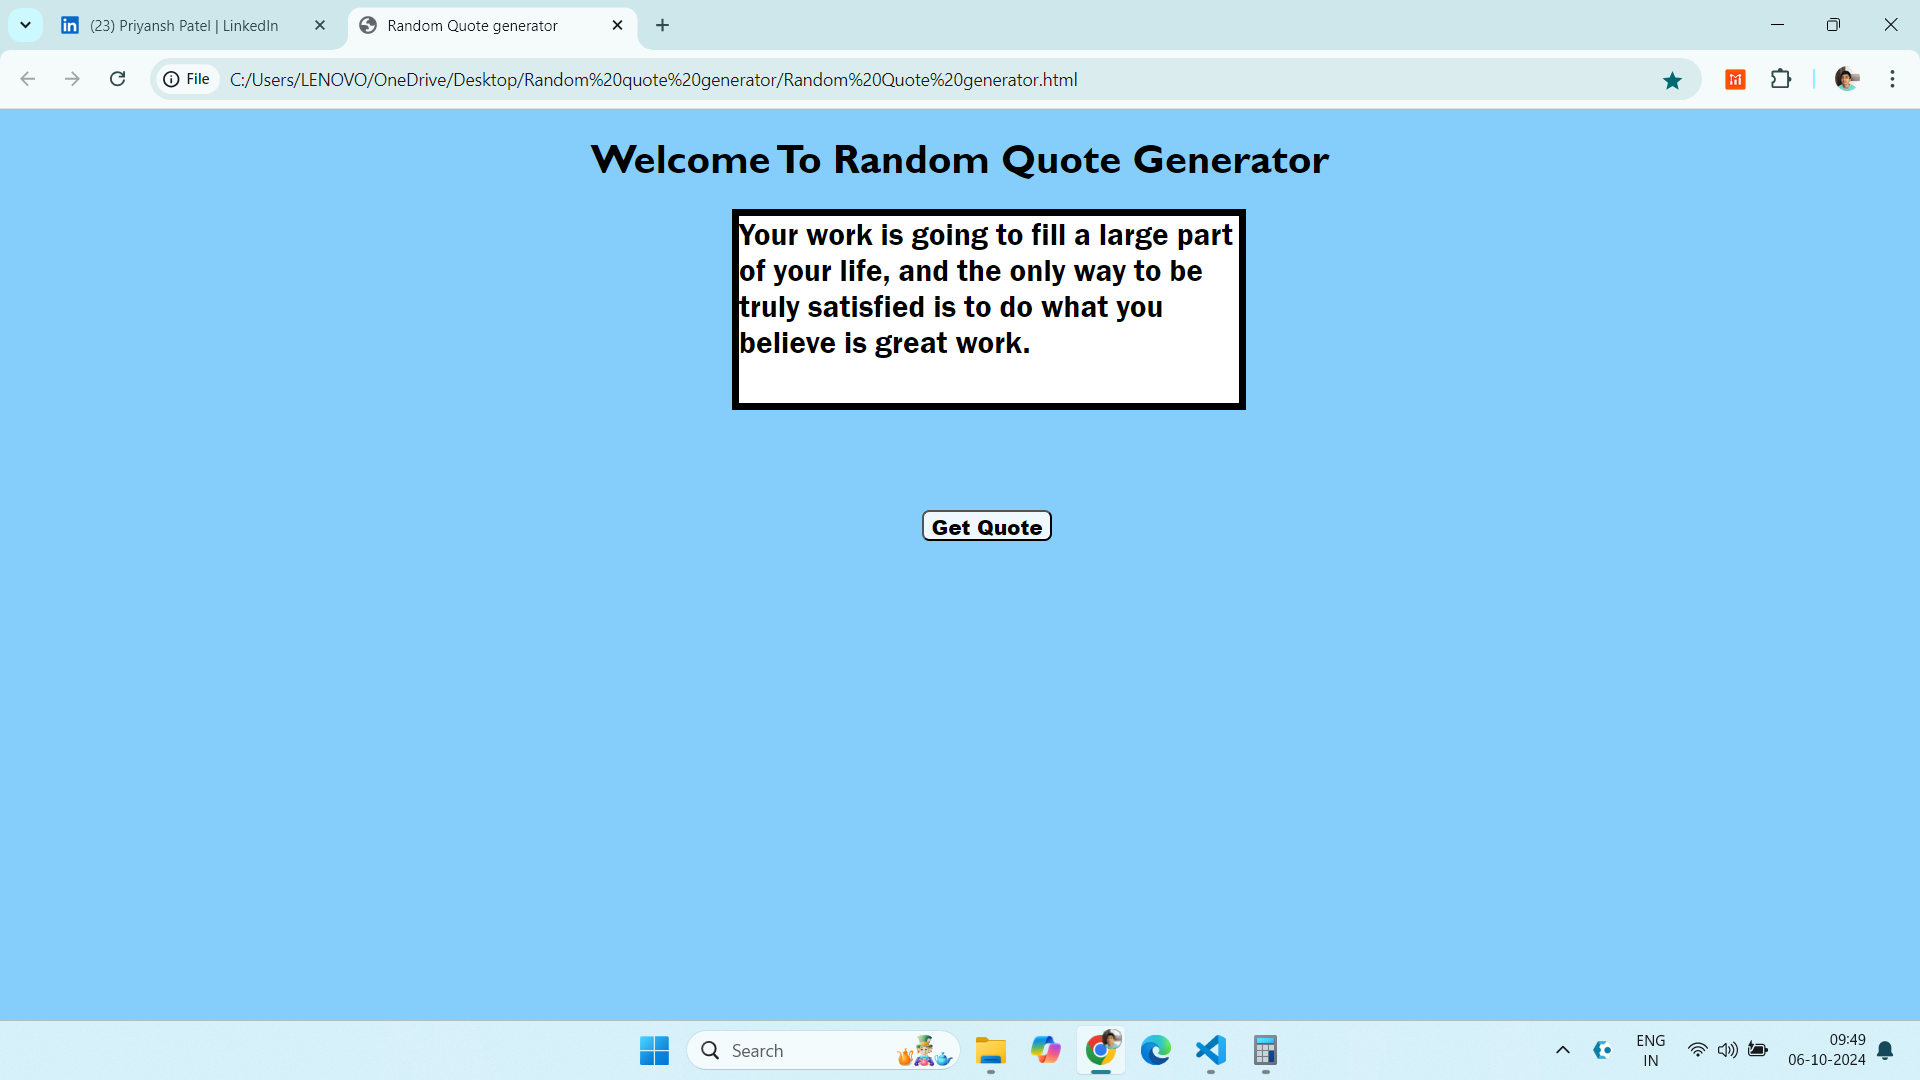 (23) Priyansh Patel | LinkedIn
Random Quote generator
File
C:/Users/LENOVO/OneDrive/Desktop/Random%20quote%20generator/Random%20Quote%20generator.html
Welcome To Random Quote Generator
Your work is going to fill a large part
of your life, and the only way to be
truly satisfied is to do what you
believe is great work.
Get Quote
Search
ENG
IN
09:49
06-10-2024